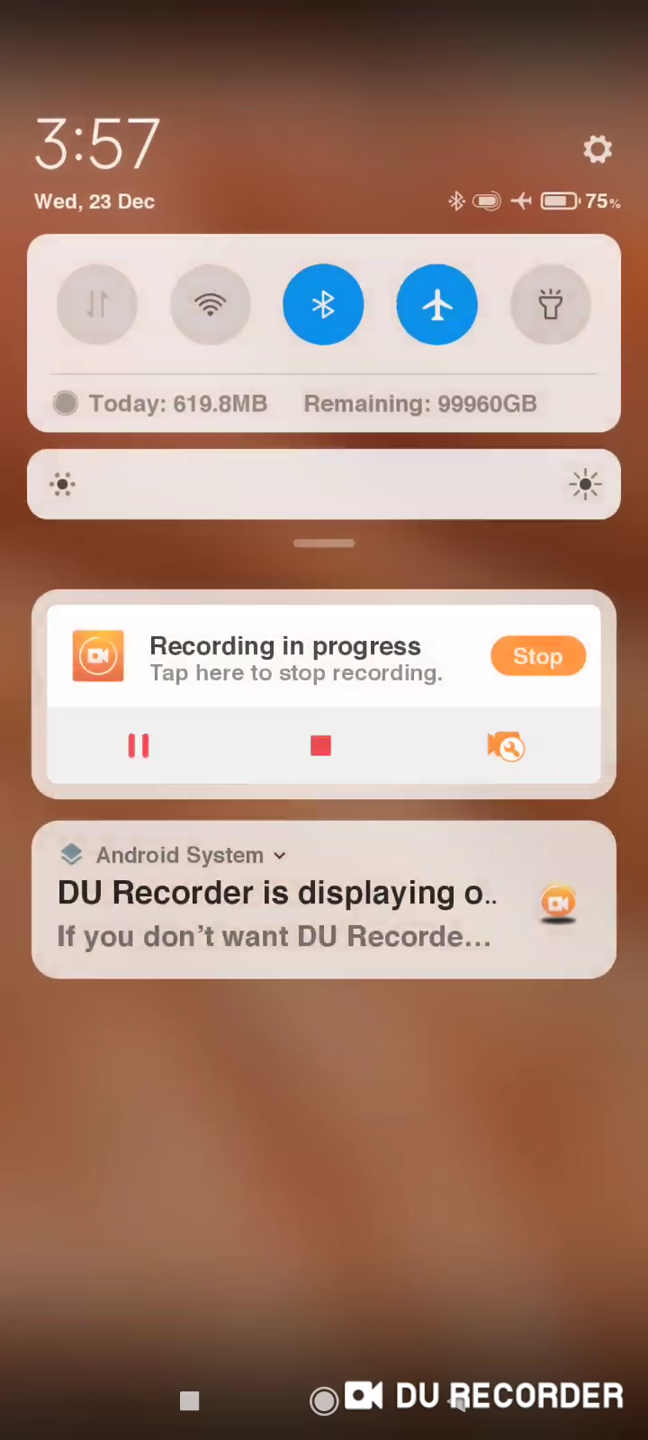 3:57
Wed, 23 Dec
75%
Today: 619.8MB
Remaining: 99960GB
Recording in progress
Tap here to stop recording.
Stop
Android System
DU Recorder is displaying o..
If you don’t want DU Recorde...
DU RECORDER